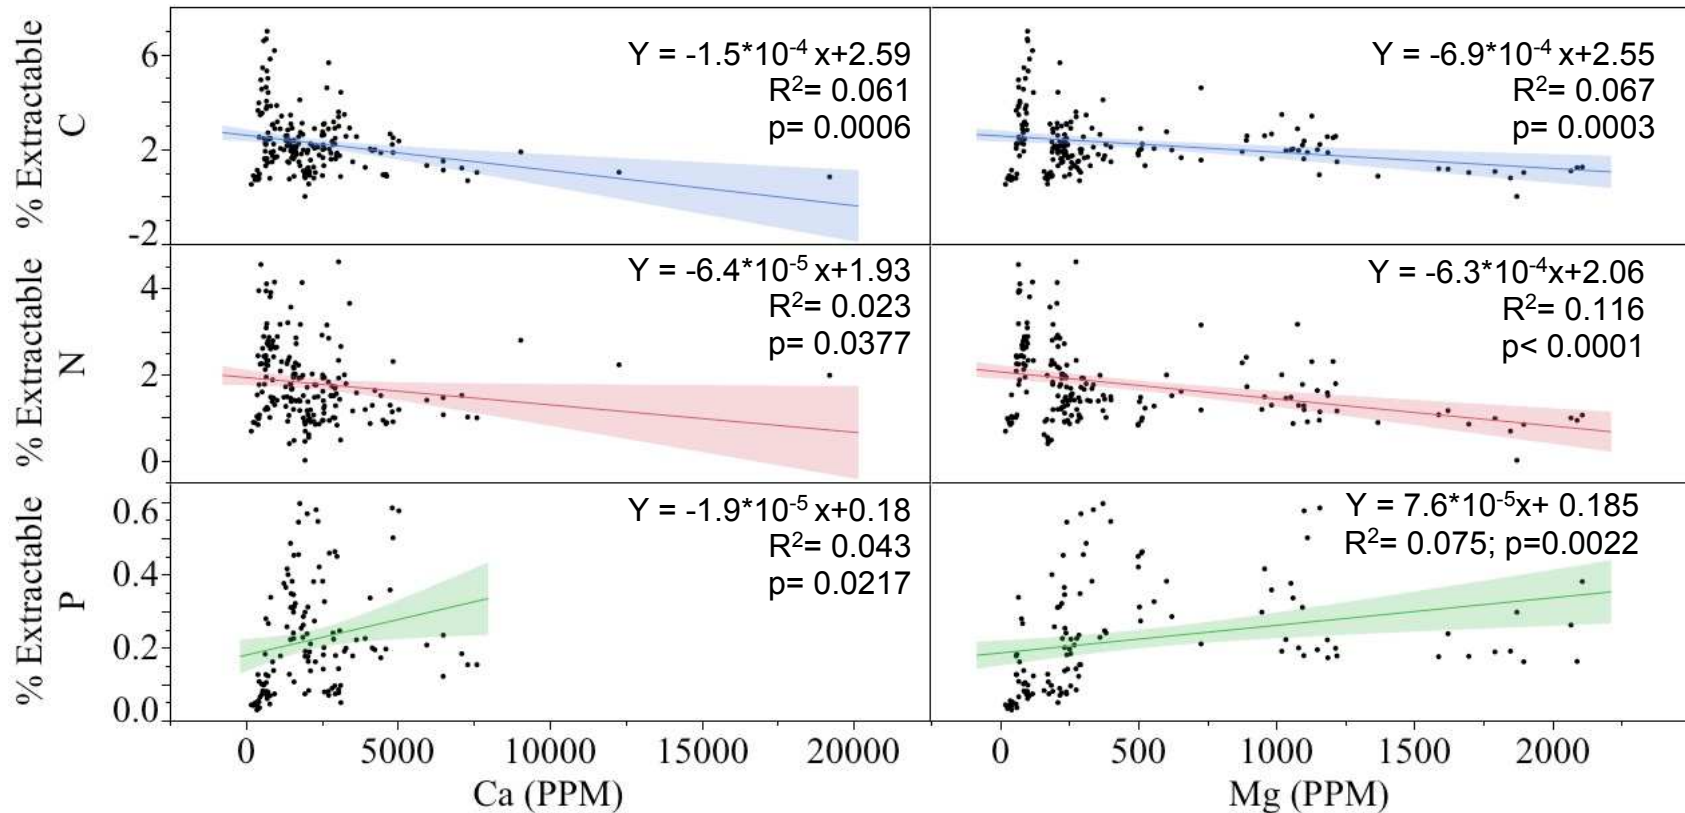 % Extractable
C
6
2
-2
Y = -1.5*10⁻⁴ x+2.59
R²= 0.061
p= 0.0006
Y = -6.9*10⁻⁴ x+2.55
R²= 0.067
p= 0.0003
% Extractable
N
4
2
0
Y = -6.4*10⁻⁵ x+1.93
R²= 0.023
p= 0.0377
Y = -6.3*10⁻⁴x+2.06
R²= 0.116
p< 0.0001
% Extractable
P
0.6
0.4
0.2
0.0
Y = -1.9*10⁻⁵ x+0.18
R²= 0.043
p= 0.0217
Y = 7.6*10⁻⁵x+ 0.185
R²= 0.075; p=0.0022
0 5000 10000 15000 20000
Ca (PPM)
0 500 1000 1500 2000
Mg (PPM)